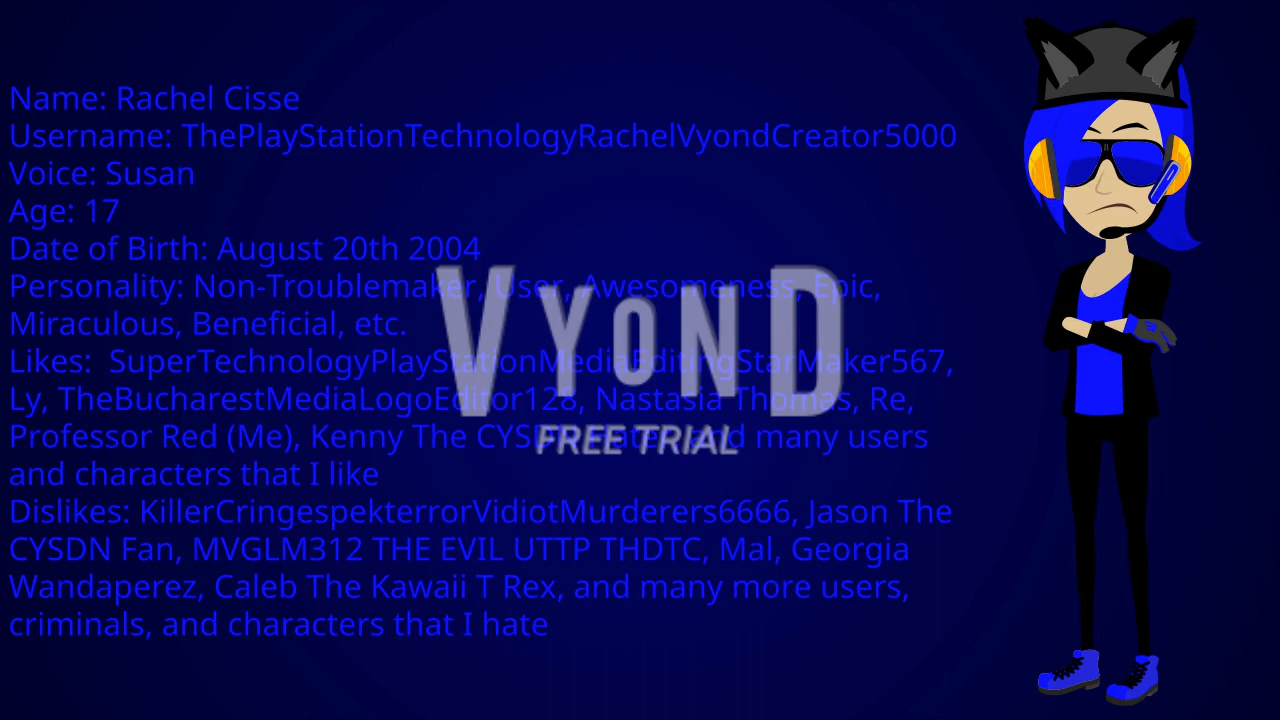 Name: Rachel Cisse
Username: ThePlayStationTechnologyRachelVyondCreator5000
Voice: Susan
Age: 17
Date of Birth: August 20th 2004
Personality: Non-Troublemaker, User, Awesomeness, Epic,
Miraculous, Beneficial, etc.
Likes:  SuperTechnologyPlayStationMediaEditingStarMaker567,
Ly, TheBucharestMediaLogoEditor128, Nastasia Thomas, Re,
Professor Red (Me), Kenny The CYSDN Hater, and many users
and characters that I like
Dislikes: KillerCringespekterrorVidiotMurderers6666, Jason The
CYSDN Fan, MVGLM312 THE EVIL UTTP THDTC, Mal, Georgia
Wandaperez, Caleb The Kawaii T Rex, and many more users,
criminals, and characters that I hate
VYOND
FREE TRIAL